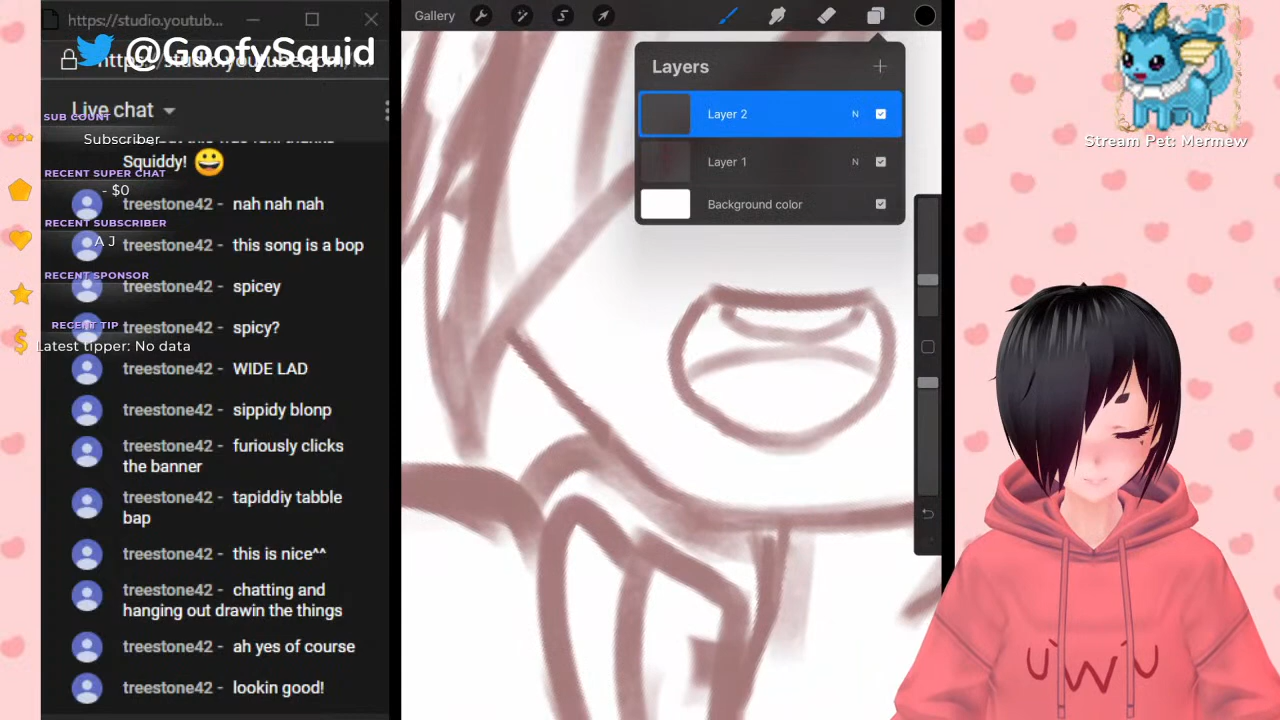 https://studio.youtub...
@GoofySquid
https://studio.youtube.com/
Live chat
SUB COUNT
Subscriber
Squiddy! 😀
RECENT SUPER CHAT
- $0
treestone42 - nah nah nah
RECENT SUBSCRIBER
A J
treestone42 - this song is a bop
RECENT SPONSOR
treestone42 - spicey
RECENT TIP
treestone42 - spicy?
Latest tipper: No data
treestone42 - WIDE LAD
treestone42 - sippidy blonp
treestone42 - furiously clicks
the banner
treestone42 - tapiddiy tabble
bap
treestone42 - this is nice^^
treestone42 - chatting and
hanging out drawin the things
treestone42 - ah yes of course
treestone42 - lookin good!
Gallery
Layers
Layer 2 N
Layer 1 N
Background color
Stream Pet: Mermew
UWU